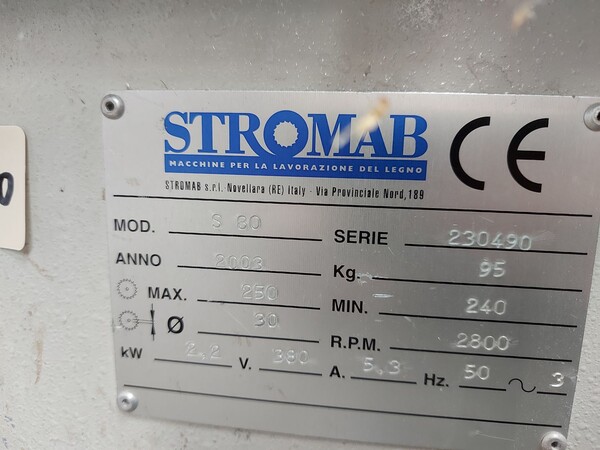 STROMAB
MACCHINE PER LA LAVORAZIONE DEL LEGNO
STROMAB s.r.l. Novellara (RE) Italy - Via Provinciale Nord, 189
CE
MOD. S 80 SERIE 230490
ANNO 2003 Kg. 95
MAX. 250 MIN. 240
Ø 30 R.P.M. 2800
kW 2,2 V. 380 A. 5,3 Hz. 50 ~ 3